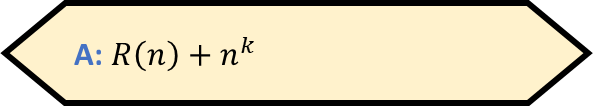 A: R(n) + n^k